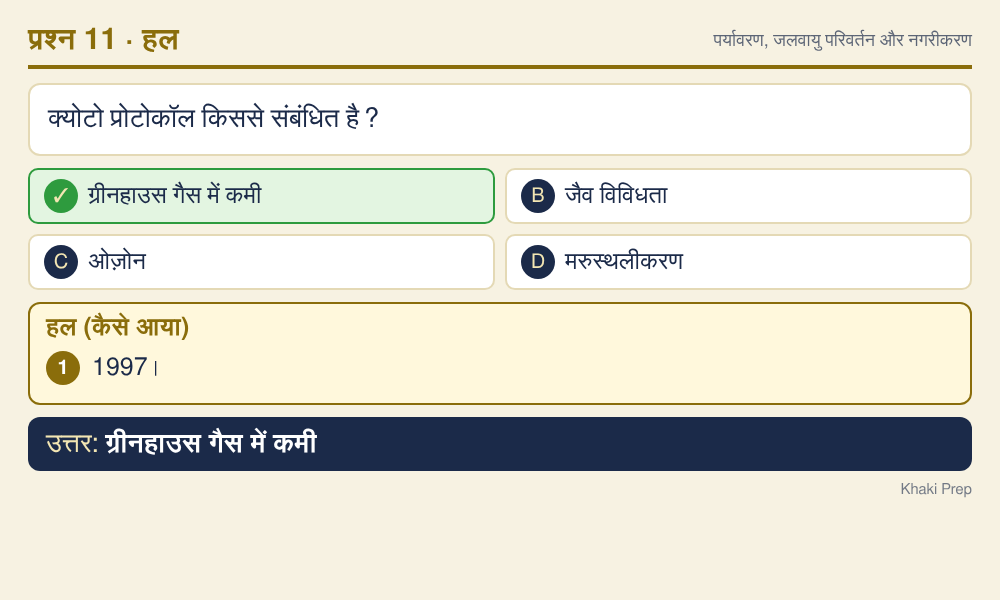 प्रश्न 11 · हल
पर्यावरण, जलवायु परिवर्तन और नगरीकरण
क्योटो प्रोटोकॉल किससे संबंधित है ?
✓ ग्रीनहाउस गैस में कमी
B जैव विविधता
C ओज़ोन
D मरुस्थलीकरण
हल (कैसे आया)
1 1997।
उत्तर: ग्रीनहाउस गैस में कमी
Khaki Prep